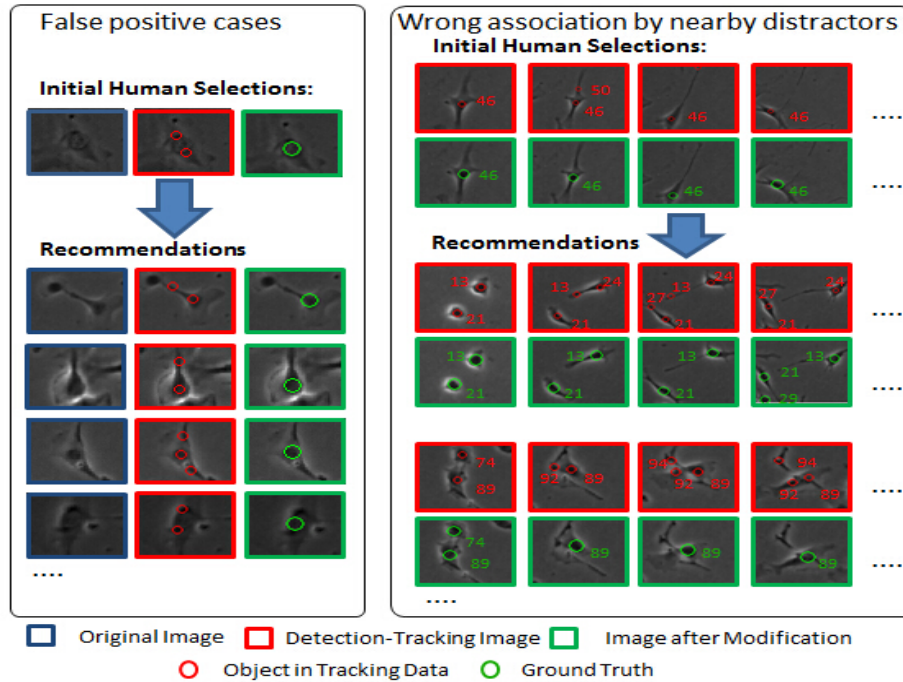 False positive cases
Initial Human Selections:
Recommendations
....
Wrong association by nearby distractors
Initial Human Selections:
46 50 46 46 46 ....
46 46 46 46 ....
Recommendations
13 21 13 24 21 13 24 27 21 24 27 21 ....
13 21 13 21 13 21 13 21 29 ....
74 89 92 89 94 92 89 94 92 89 ....
74 89 89 89 89 ....
....
Original Image Detection-Tracking Image Image after Modification
Object in Tracking Data Ground Truth